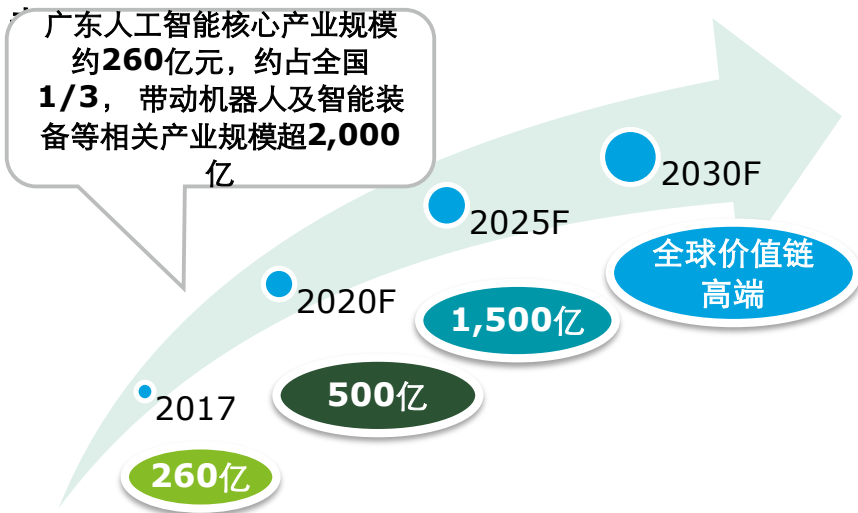 广东人工智能核心产业规模
约260亿元，约占全国
1/3， 带动机器人及智能装
备等相关产业规模超2,000
亿
2030F
2025F
全球价值链
高端
2020F
1,500亿
2017
500亿
260亿